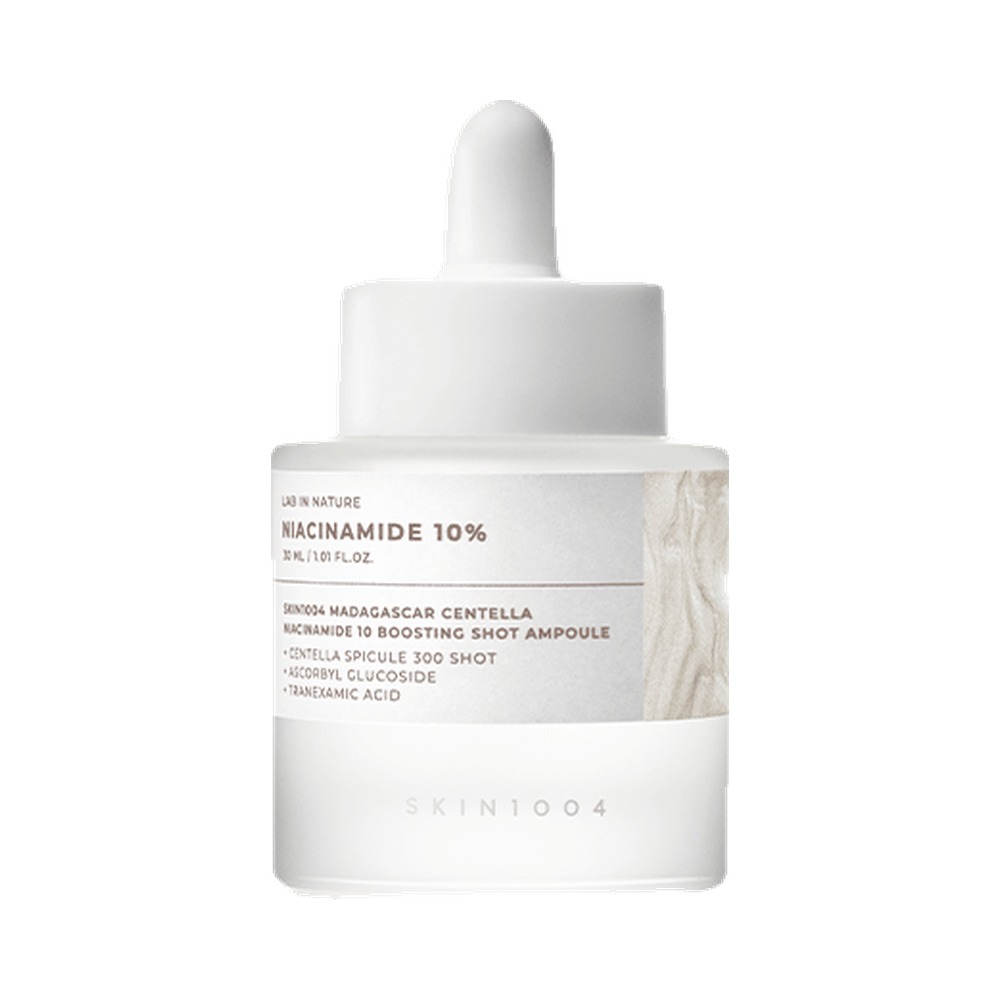 LAB IN NATURE
NIACINAMIDE 10%
30 ML / 1.01 FL.OZ.
SKIN1004 MADAGASCAR CENTELLA
NIACINAMIDE 10 BOOSTING SHOT AMPOULE
• CENTELLA SPICULE 300 SHOT
• ASCORBYL GLUCOSIDE
• TRANEXAMIC ACID
SKIN1004